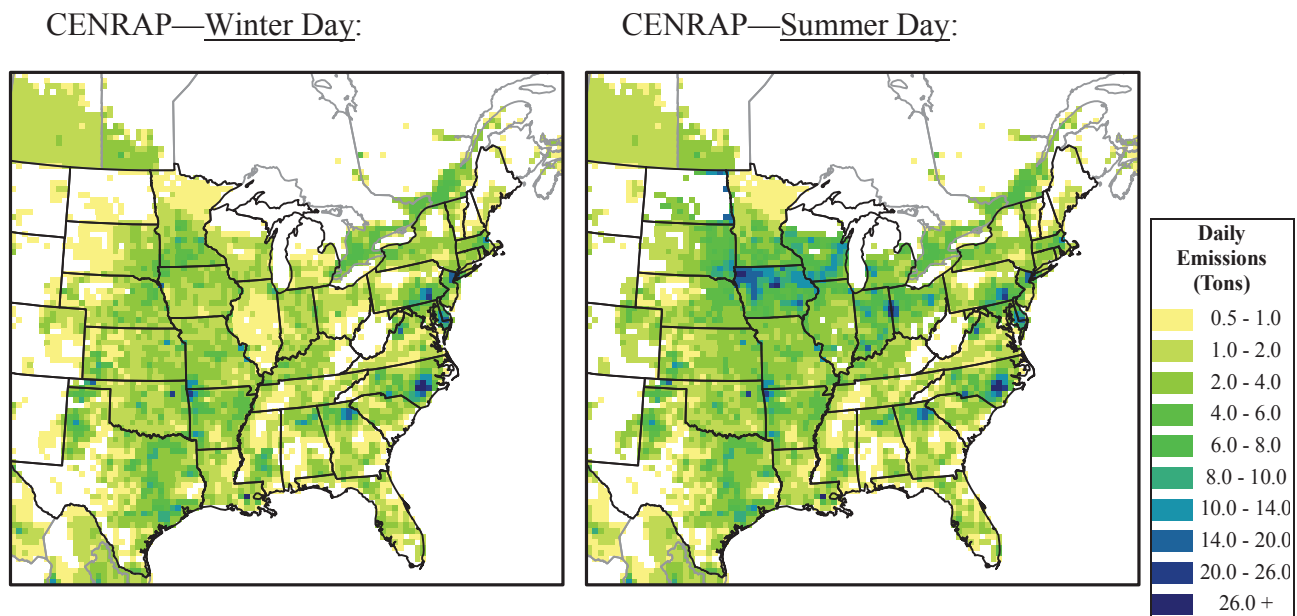 CENRAP—Winter Day:
CENRAP—Summer Day:
Daily
Emissions
(Tons)
0.5 - 1.0
1.0 - 2.0
2.0 - 4.0
4.0 - 6.0
6.0 - 8.0
8.0 - 10.0
10.0 - 14.0
14.0 - 20.0
20.0 - 26.0
26.0 +